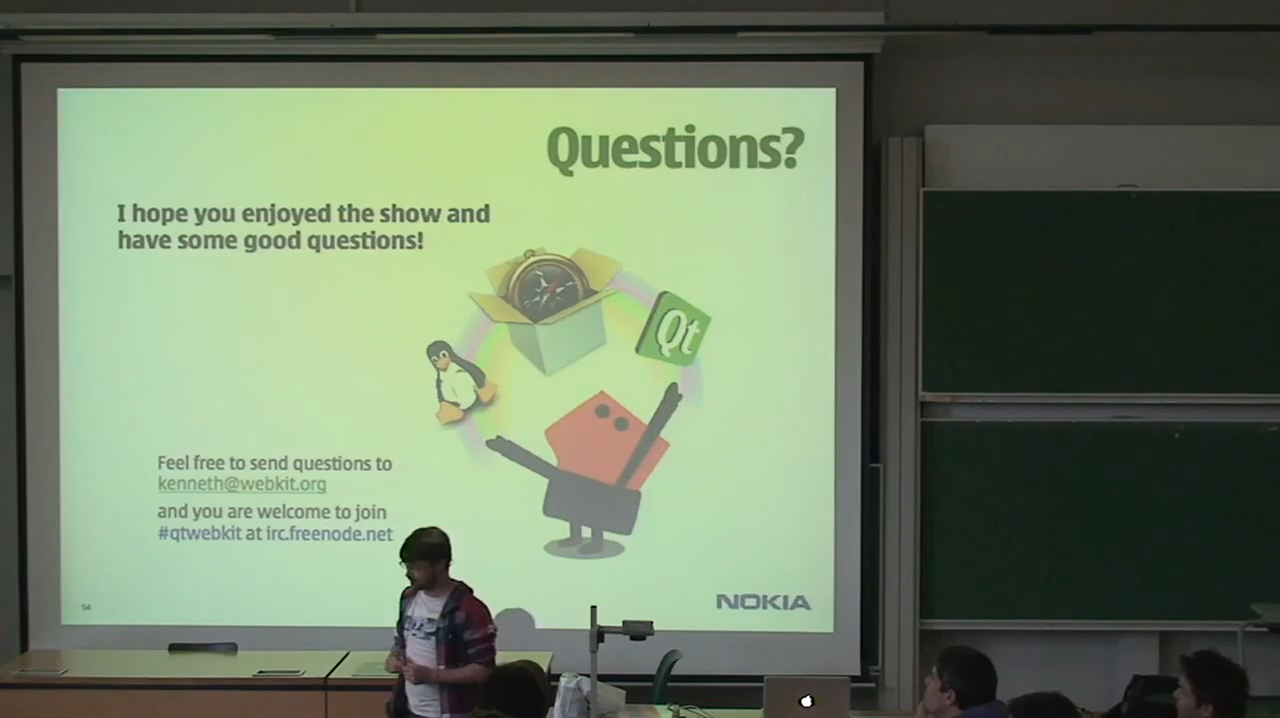 Questions?
I hope you enjoyed the show and
have some good questions!
Qt
Feel free to send questions to
kenneth@webkit.org
and you are welcome to join
#qtwebkit at irc.freenode.net
54
NOKIA